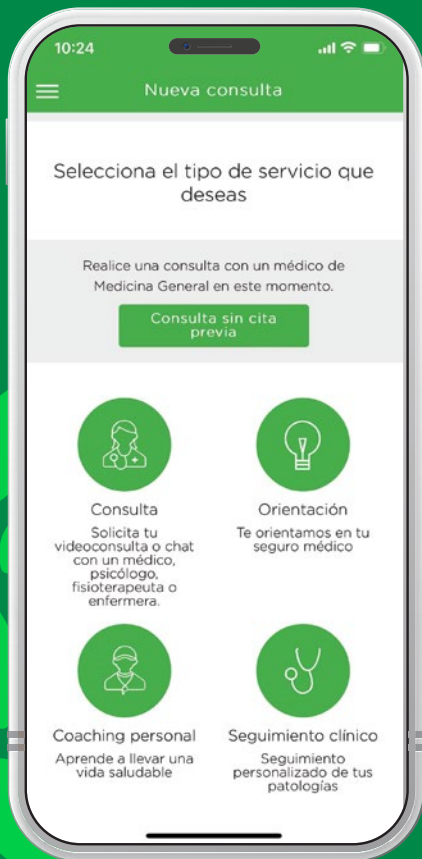 10:24
Nueva consulta
Selecciona el tipo de servicio que
deseas
Realice una consulta con un médico de
Medicina General en este momento.
Consulta sin cita
previa
Consulta
Solicita tu
videoconsulta o chat
con un médico,
psicólogo,
fisioterapeuta o
enfermera.
Orientación
Te orientamos en tu
seguro médico
Coaching personal
Aprende a llevar una
vida saludable
Seguimiento clínico
Seguimiento
personalizado de tus
patologías